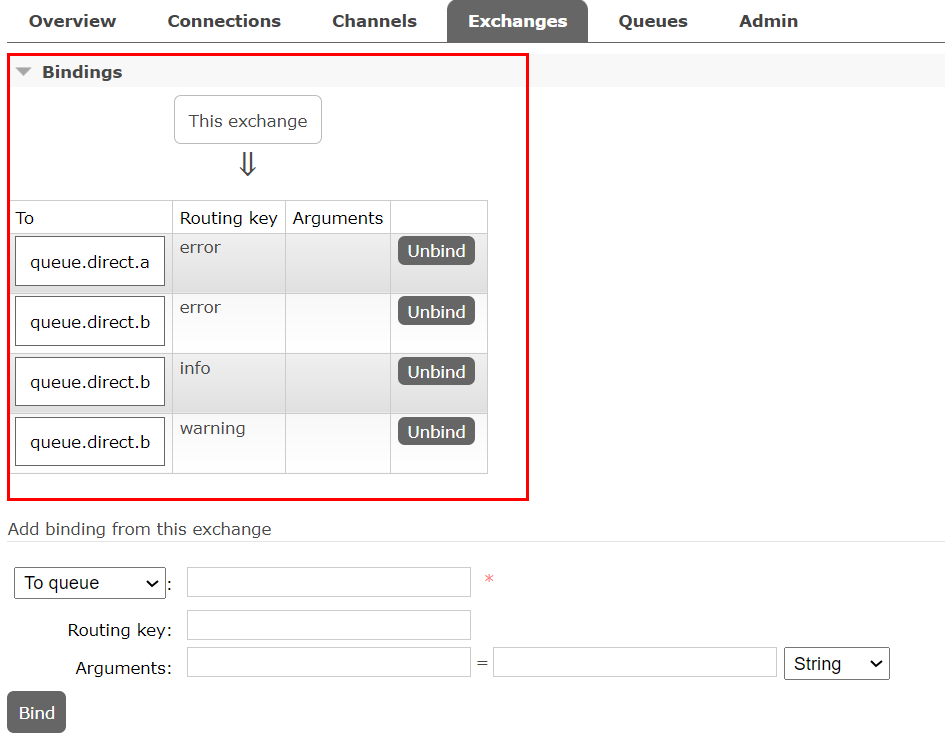 Overview Connections Channels Exchanges Queues Admin
Bindings
This exchange
⇓
To Routing key Arguments
queue.direct.a error Unbind
queue.direct.b error Unbind
queue.direct.b info Unbind
queue.direct.b warning Unbind
Add binding from this exchange
To queue : *
Routing key:
Arguments: = String
Bind